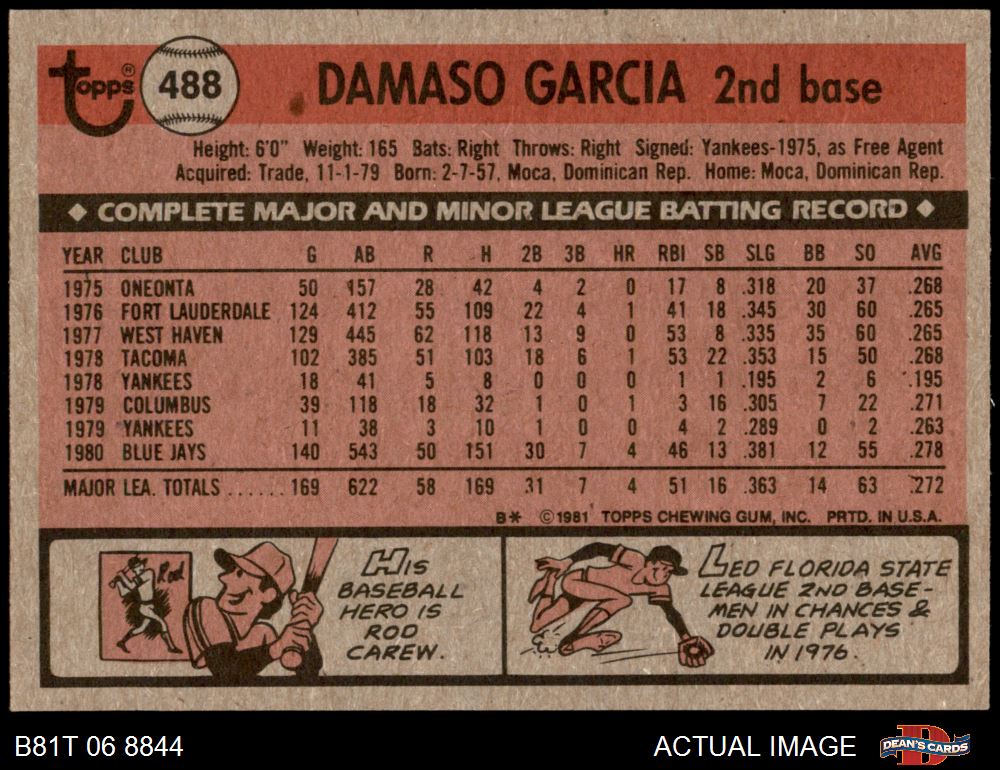 Topps® 488 DAMASO GARCIA 2nd base
Height: 6'0" Weight: 165 Bats: Right Throws: Right Signed: Yankees-1975, as Free Agent
Acquired: Trade, 11-1-79 Born: 2-7-57, Moca, Dominican Rep. Home: Moca, Dominican Rep.
◆ COMPLETE MAJOR AND MINOR LEAGUE BATTING RECORD ◆
YEAR CLUB G AB R H 2B 3B HR RBI SB SLG BB SO AVG
1975 ONEONTA 50 157 28 42 4 2 0 17 8 .318 20 37 .268
1976 FORT LAUDERDALE 124 412 55 109 22 4 1 41 18 .345 30 60 .265
1977 WEST HAVEN 129 445 62 118 13 9 0 53 8 .335 35 60 .265
1978 TACOMA 102 385 51 103 18 6 1 53 22 .353 15 50 .268
1978 YANKEES 18 41 5 8 0 0 0 1 1 .195 2 6 .195
1979 COLUMBUS 39 118 18 32 1 0 1 3 16 .305 7 22 .271
1979 YANKEES 11 38 3 10 1 0 0 4 2 .289 0 2 .263
1980 BLUE JAYS 140 543 50 151 30 7 4 46 13 .381 12 55 .278
MAJOR LEA. TOTALS ...... 169 622 58 169 31 7 4 51 16 .363 14 63 .272
B* ©1981 TOPPS CHEWING GUM, INC. PRTD. IN U.S.A.
Rod
HIS
BASEBALL
HERO IS
ROD
CAREW.
LED FLORIDA STATE
LEAGUE 2ND BASE-
MEN IN CHANCES &
DOUBLE PLAYS
IN 1976.
B81T 06 8844 ACTUAL IMAGE D DEAN'S CARDS